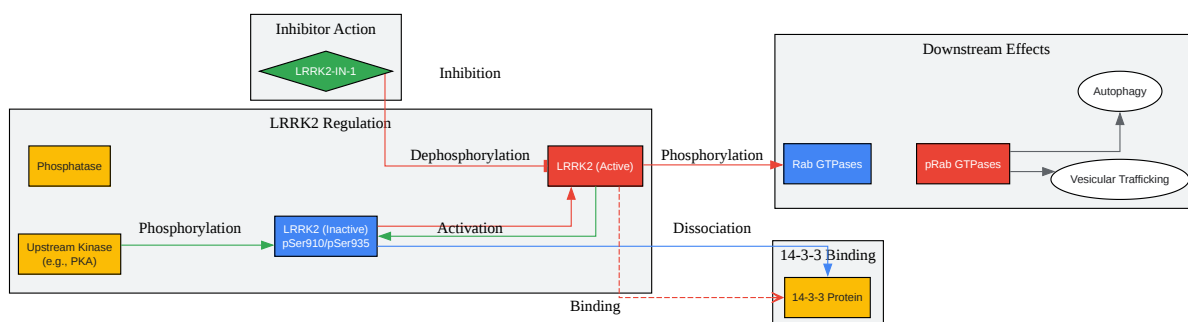 Inhibitor Action
LRRK2-IN-1
Inhibition
Downstream Effects
Autophagy
LRRK2 Regulation
Phosphatase
Dephosphorylation
LRRK2 (Active)
Phosphorylation
Rab GTPases
pRab GTPases
Vesicular Trafficking
Phosphorylation
LRRK2 (Inactive)
pSer910/pSer935
Activation
Dissociation
Upstream Kinase
(e.g., PKA)
14-3-3 Binding
14-3-3 Protein
Binding